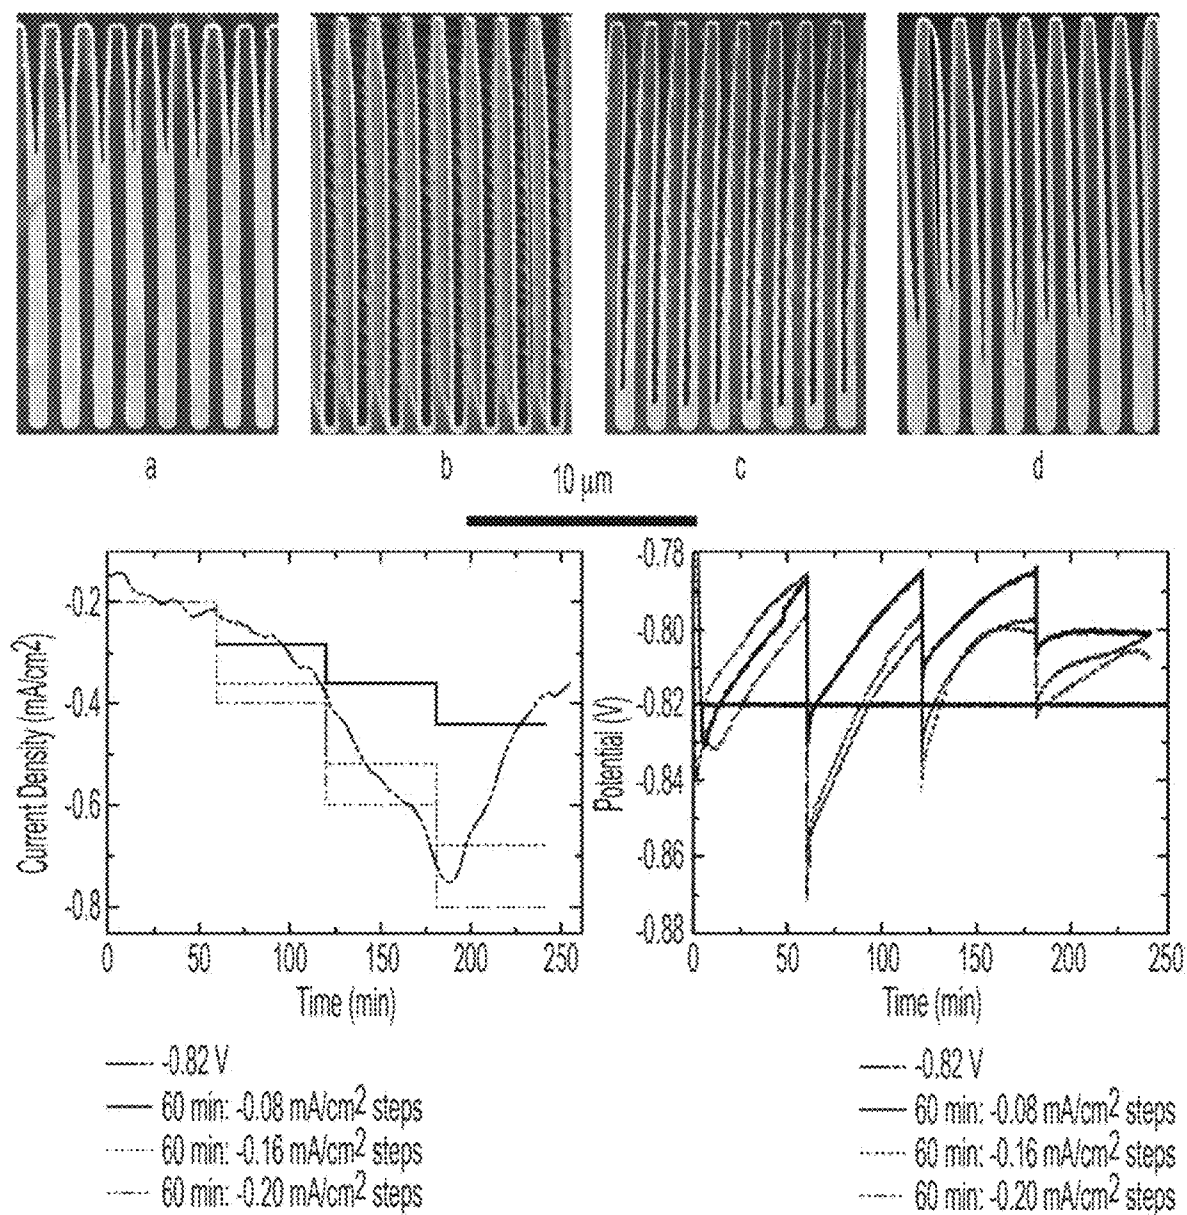 a b c d
10 μm
Current Density (mA/cm2)
-0.2
-0.4
-0.6
-0.8
0 50 100 150 200 250
Time (min)
Potential (V)
-0.78
-0.80
-0.82
-0.84
-0.86
-0.88
0 50 100 150 200 250
Time (min)
-0.82 V
60 min: -0.08 mA/cm2 steps
60 min: -0.16 mA/cm2 steps
60 min: -0.20 mA/cm2 steps
-0.82 V
60 min: -0.08 mA/cm2 steps
60 min: -0.16 mA/cm2 steps
60 min: -0.20 mA/cm2 steps